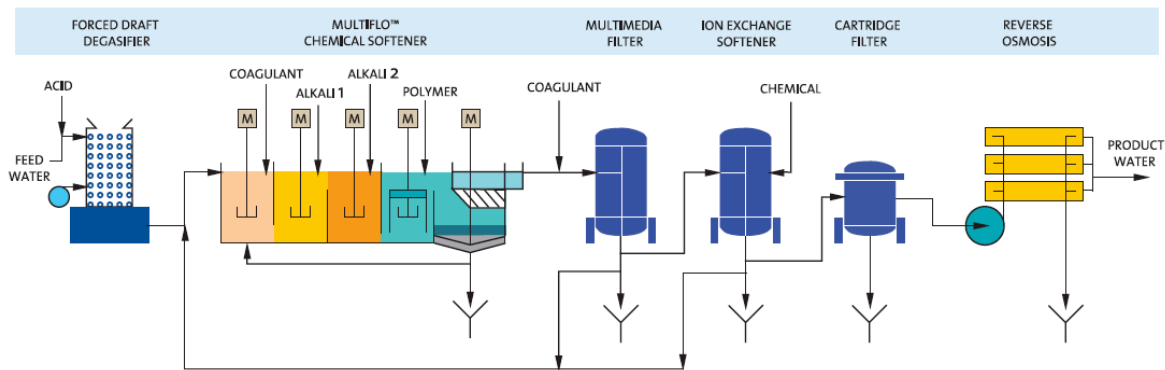 FORCED DRAFT
DEGASIFIER
MULTIFLO™
CHEMICAL SOFTENER
MULTIMEDIA
FILTER
ION EXCHANGE
SOFTENER
CARTRIDGE
FILTER
REVERSE
OSMOSIS
ACID
FEED
WATER
COAGULANT
ALKALI 1
ALKALI 2
POLYMER
M
M
M
M
M
COAGULANT
CHEMICAL
PRODUCT
WATER